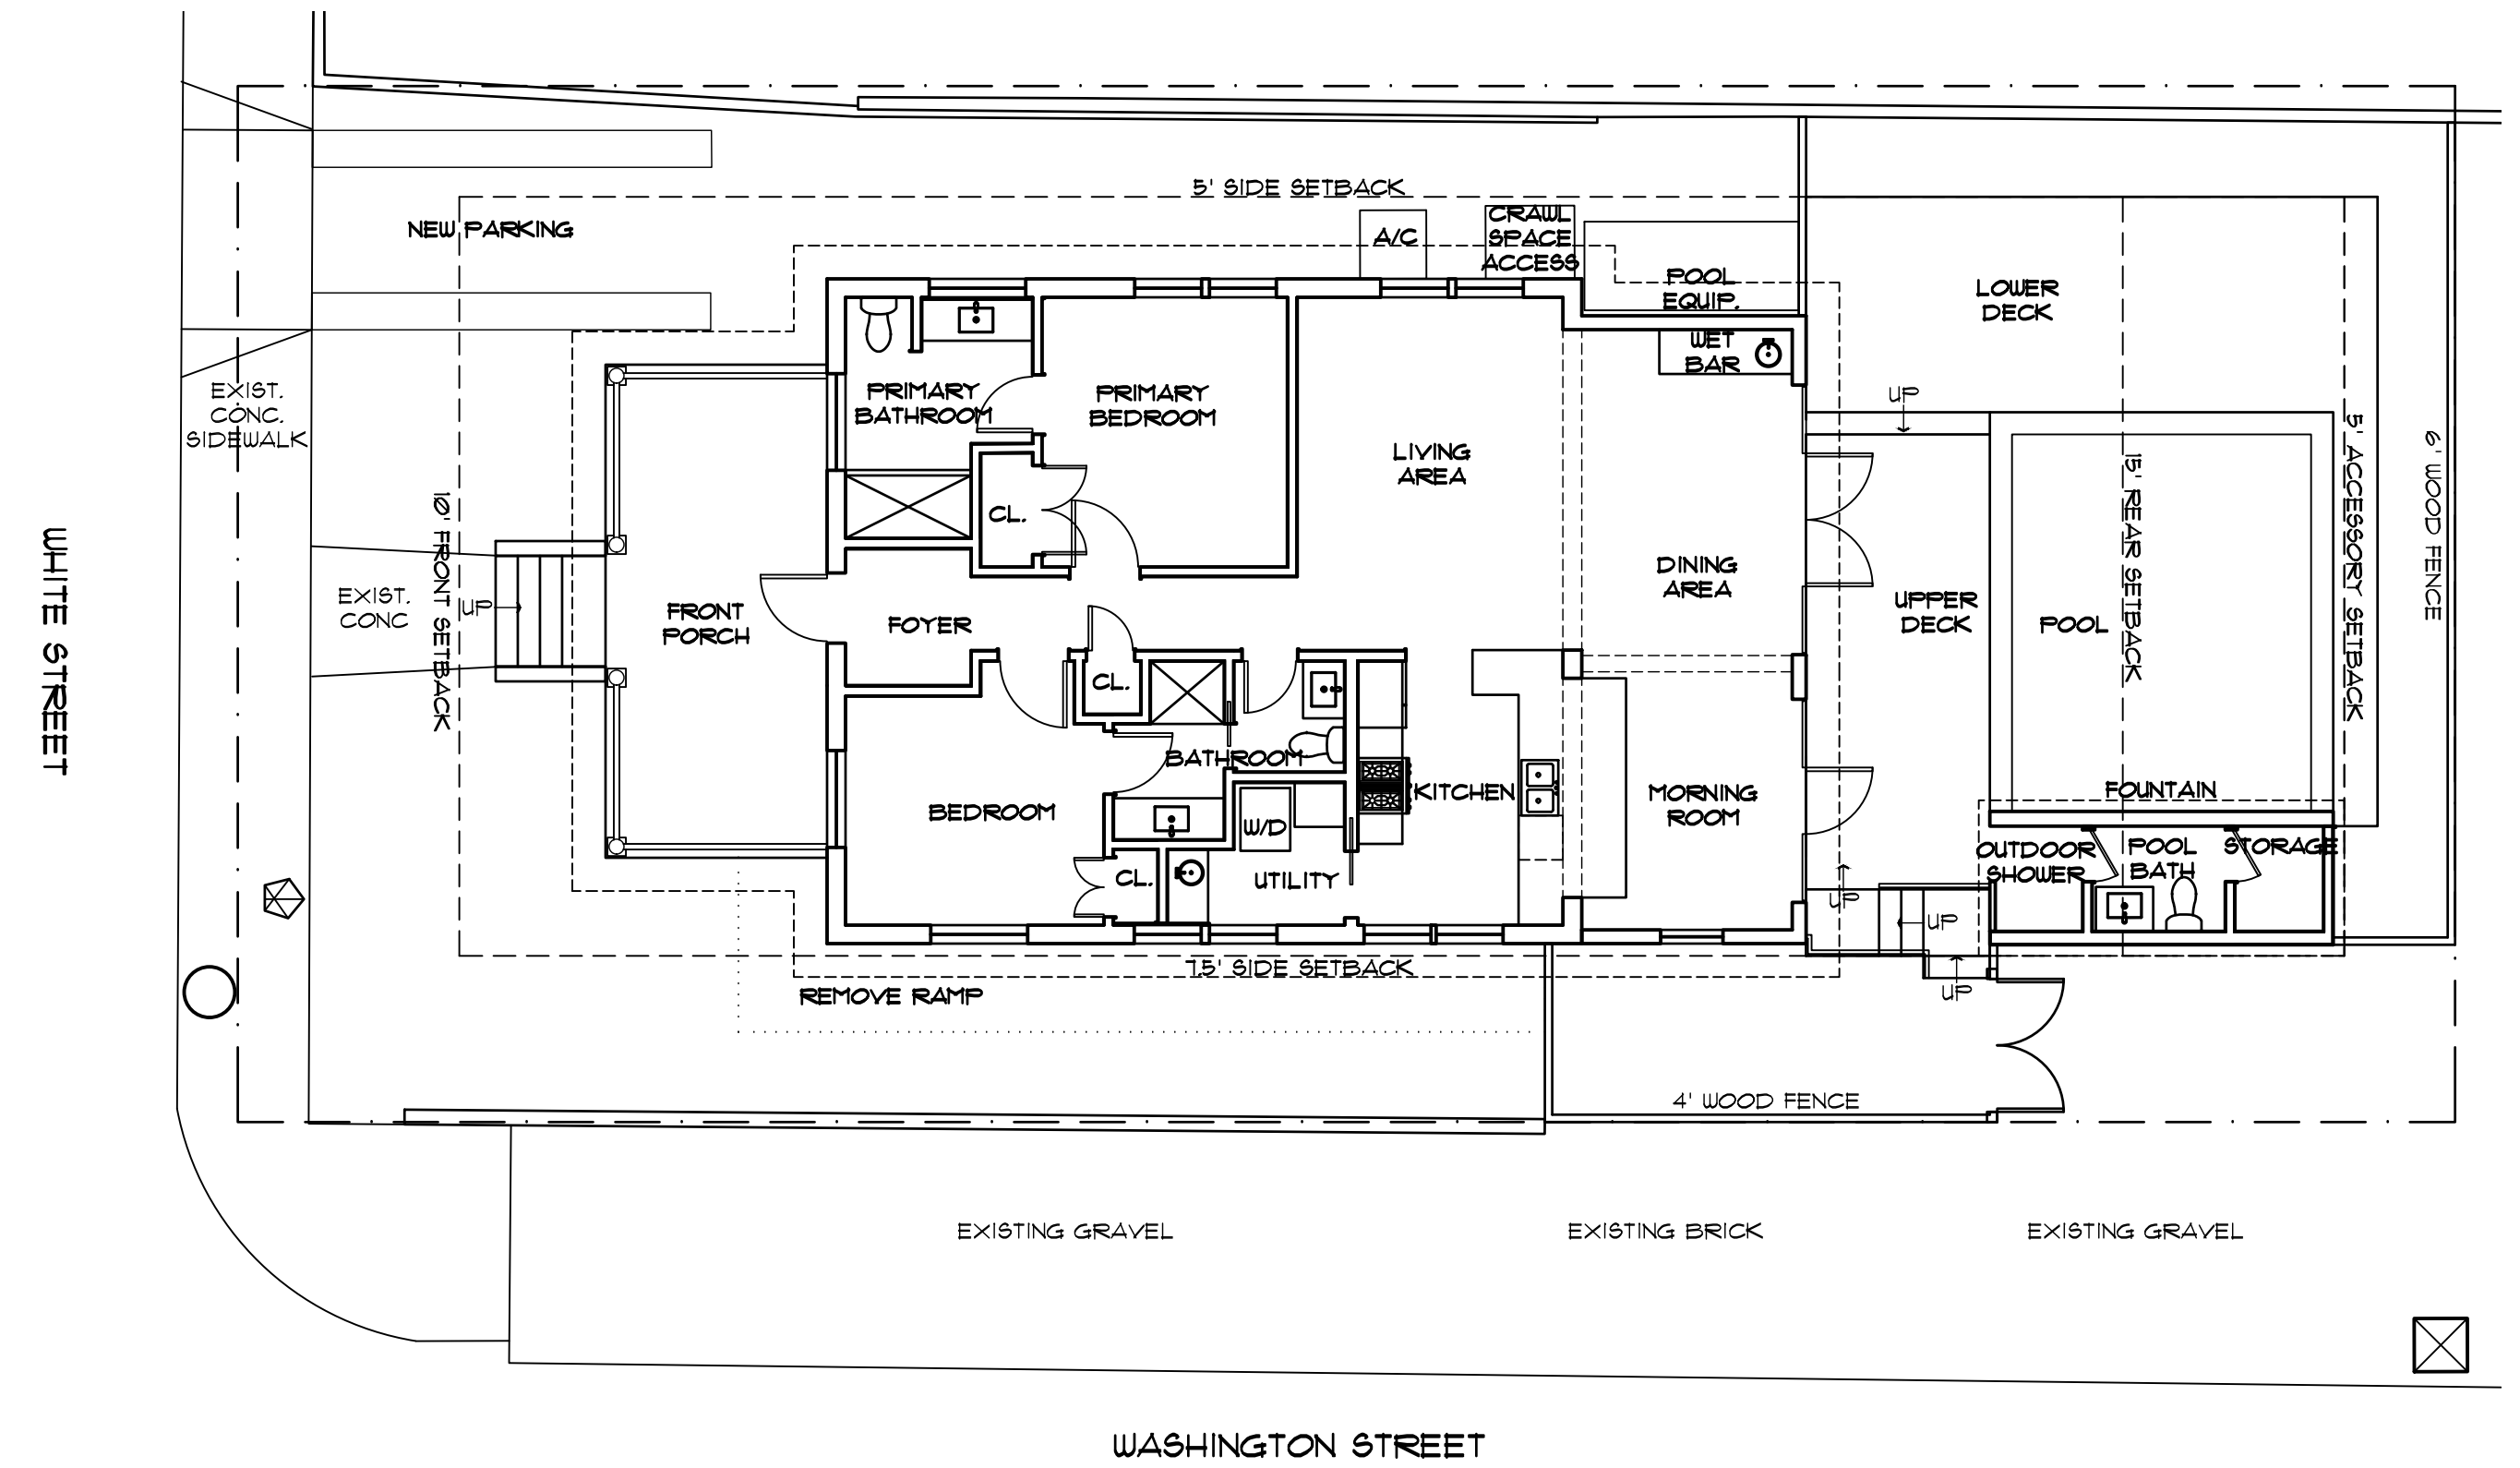 5' SIDE SETBACK
NEW PARKING
A/C
CRAWL
SPACE
ACCESS
POOL
EQUIP.
LOWER
DECK
WET
BAR
EXIST.
CONC.
SIDEWALK
PRIMARY
BATHROOM
PRIMARY
BEDROOM
UP
LIVING
AREA
CL.
DINING
AREA
10' FRONT SETBACK
WHITE STREET
EXIST.
CONC
UP
FRONT
PORCH
FOYER
UPPER
DECK
POOL
15' REAR SETBACK
5' ACCESSORY SETBACK
6' WOOD FENCE
CL.
BATHROOM
KITCHEN
MORNING
ROOM
FOUNTAIN
BEDROOM
W/D
OUTDOOR
SHOWER
POOL
BATH
STORAGE
CL.
UTILITY
UP
UP
7.5' SIDE SETBACK
REMOVE RAMP
UP
4' WOOD FENCE
EXISTING GRAVEL
EXISTING BRICK
EXISTING GRAVEL
WASHINGTON STREET